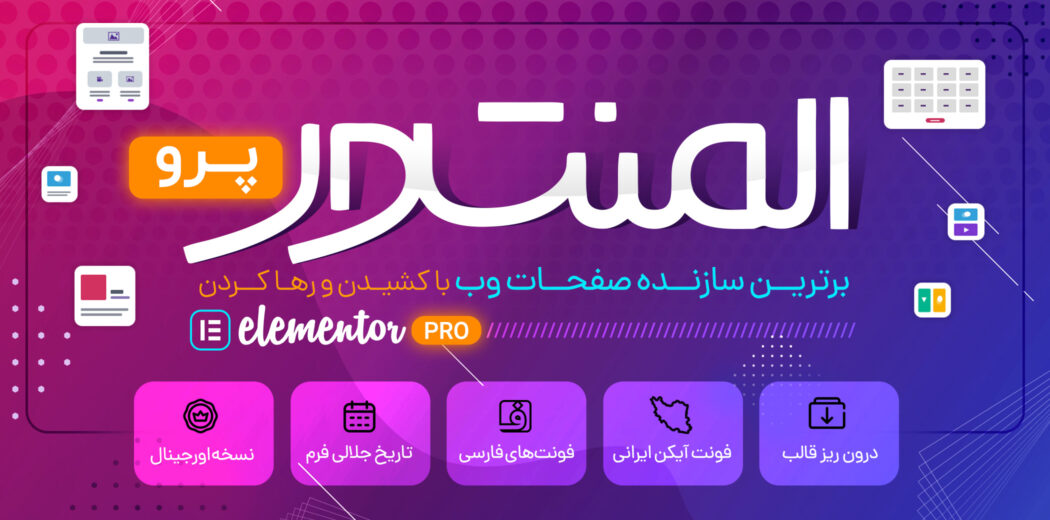 المنتور پرو
برترین سازنده صفحات وب با کشیدن و رها کردن
elementor PRO
درون ریز قالب
فونت آیکن ایرانی
فونت‌های فارسی
تاریخ جلالی فرم
نسخه اورجینال